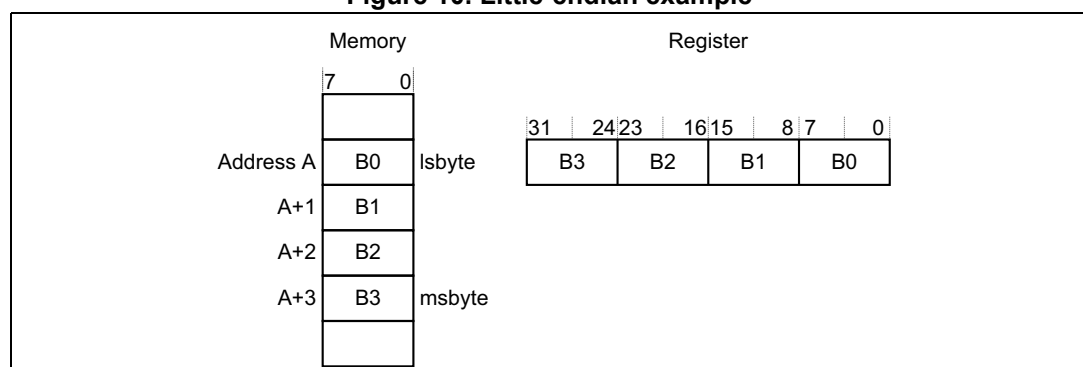 Figure 10. Little-endian example
Memory Register
7 0
31 24 23 16 15 8 7 0
Address A B0 lsbyte B3 B2 B1 B0
A+1 B1
A+2 B2
A+3 B3 msbyte